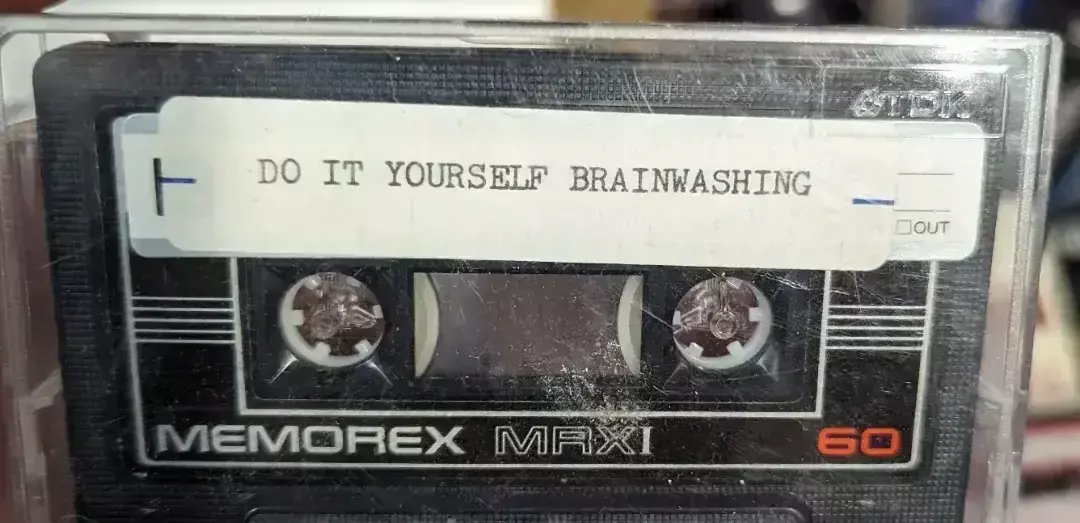 TDK
DO IT YOURSELF BRAINWASHING
OUT
MEMOREX MRXI 60